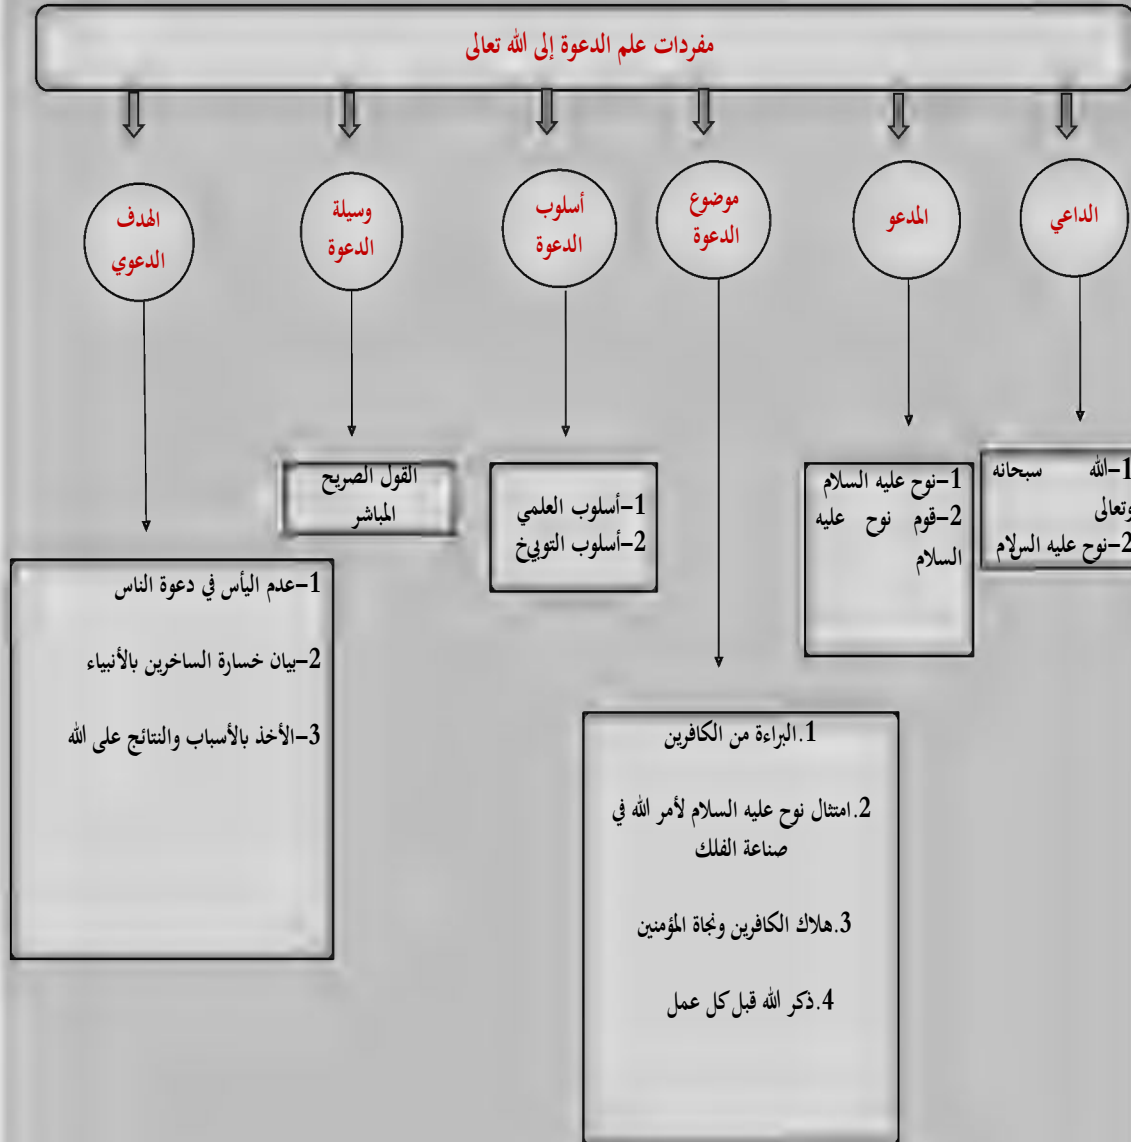 مفردات علم الدعوة إلى الله تعالى
الداعي
المدعو
موضوع
الدعوة
أسلوب
الدعوة
وسيلة
الدعوة
الهدف
الدعوي
1-الله سبحانه
وتعالى
2-نوح عليه السلام
1-نوح عليه السلام
2-قوم نوح عليه
السلام
1.البراءة من الكافرين
2.امتثال نوح عليه السلام لأمر الله في
صناعة الفلك
3.هلاك الكافرين ونجاة المؤمنين
4.ذكر الله قبل كل عمل
1-أسلوب العلمي
2-أسلوب التوبيخ
القول الصريح
المباشر
1-عدم اليأس في دعوة الناس
2-بيان خسارة الساخرين بالأنبياء
3-الأخذ بالأسباب والنتائج على الله